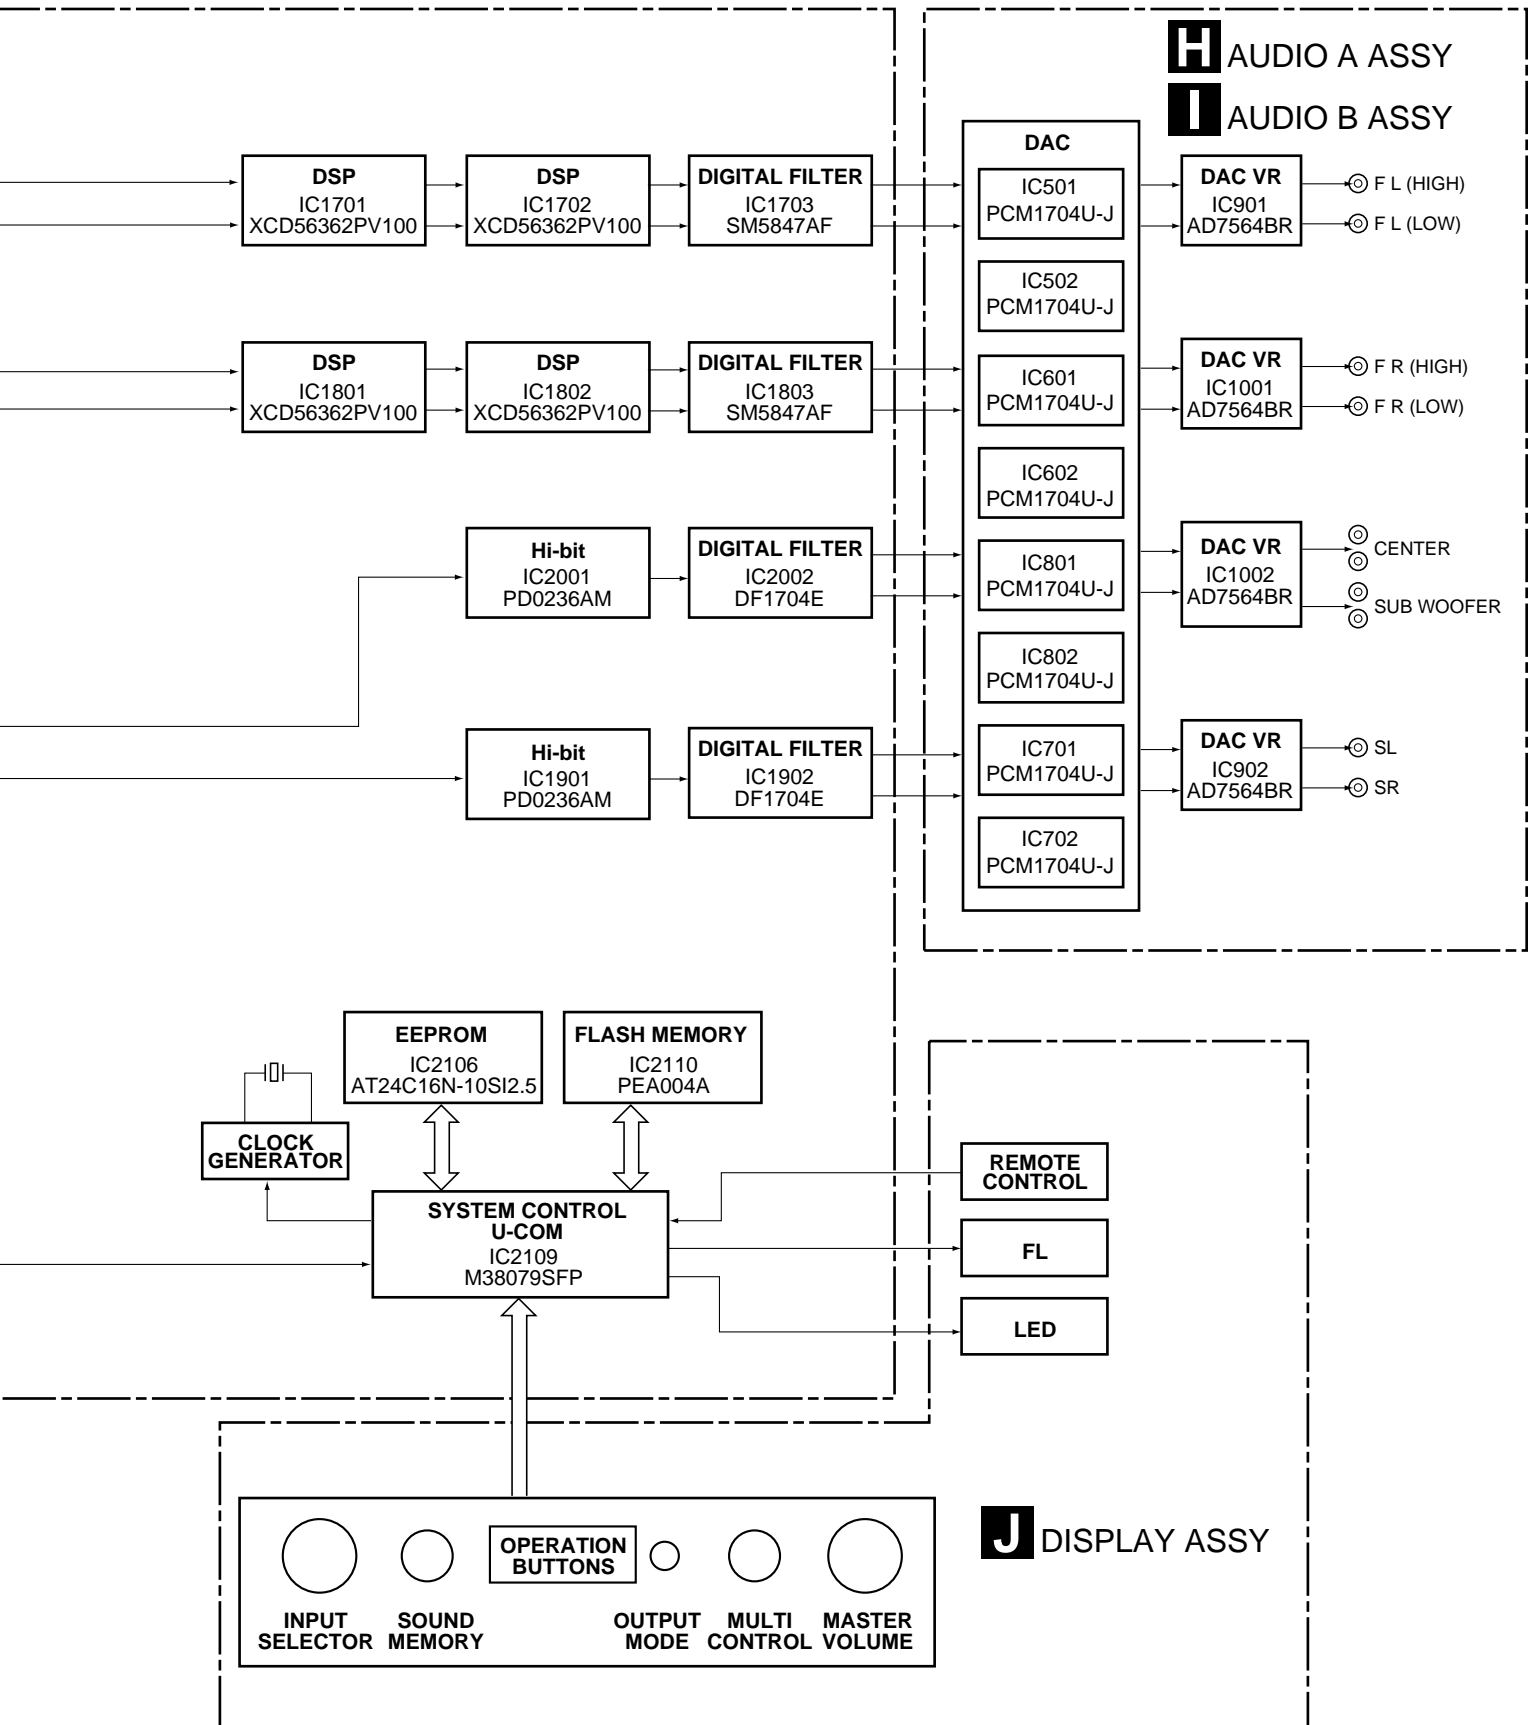 H AUDIO A ASSY
I AUDIO B ASSY
DSP
IC1701
XCD56362PV100
DSP
IC1702
XCD56362PV100
DIGITAL FILTER
IC1703
SM5847AF
DAC
IC501
PCM1704U-J
DAC VR
IC901
AD7564BR
F L (HIGH)
F L (LOW)
IC502
PCM1704U-J
DSP
IC1801
XCD56362PV100
DSP
IC1802
XCD56362PV100
DIGITAL FILTER
IC1803
SM5847AF
IC601
PCM1704U-J
DAC VR
IC1001
AD7564BR
F R (HIGH)
F R (LOW)
IC602
PCM1704U-J
Hi-bit
IC2001
PD0236AM
DIGITAL FILTER
IC2002
DF1704E
IC801
PCM1704U-J
DAC VR
IC1002
AD7564BR
CENTER
SUB WOOFER
IC802
PCM1704U-J
Hi-bit
IC1901
PD0236AM
DIGITAL FILTER
IC1902
DF1704E
IC701
PCM1704U-J
DAC VR
IC902
AD7564BR
SL
SR
IC702
PCM1704U-J
EEPROM
IC2106
AT24C16N-10SI2.5
FLASH MEMORY
IC2110
PEA004A
CLOCK
GENERATOR
SYSTEM CONTROL
U-COM
IC2109
M38079SFP
REMOTE
CONTROL
FL
LED
J DISPLAY ASSY
OPERATION
BUTTONS
INPUT
SELECTOR
SOUND
MEMORY
OUTPUT
MODE
MULTI
CONTROL
MASTER
VOLUME